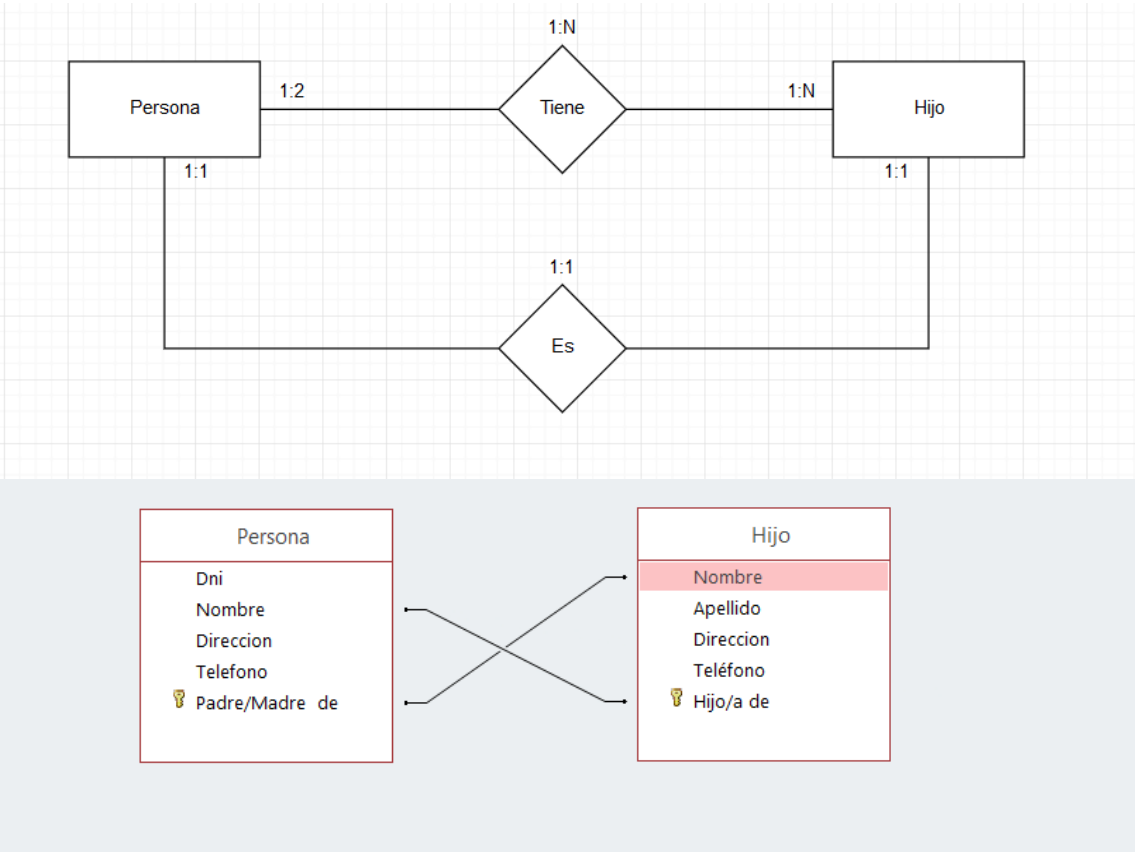 1:N
Persona
1:2
Tiene
1:N
Hijo
1:1
1:1
1:1
Es
Persona
Dni
Nombre
Direccion
Telefono
Padre/Madre de
Hijo
Nombre
Apellido
Direccion
Teléfono
Hijo/a de